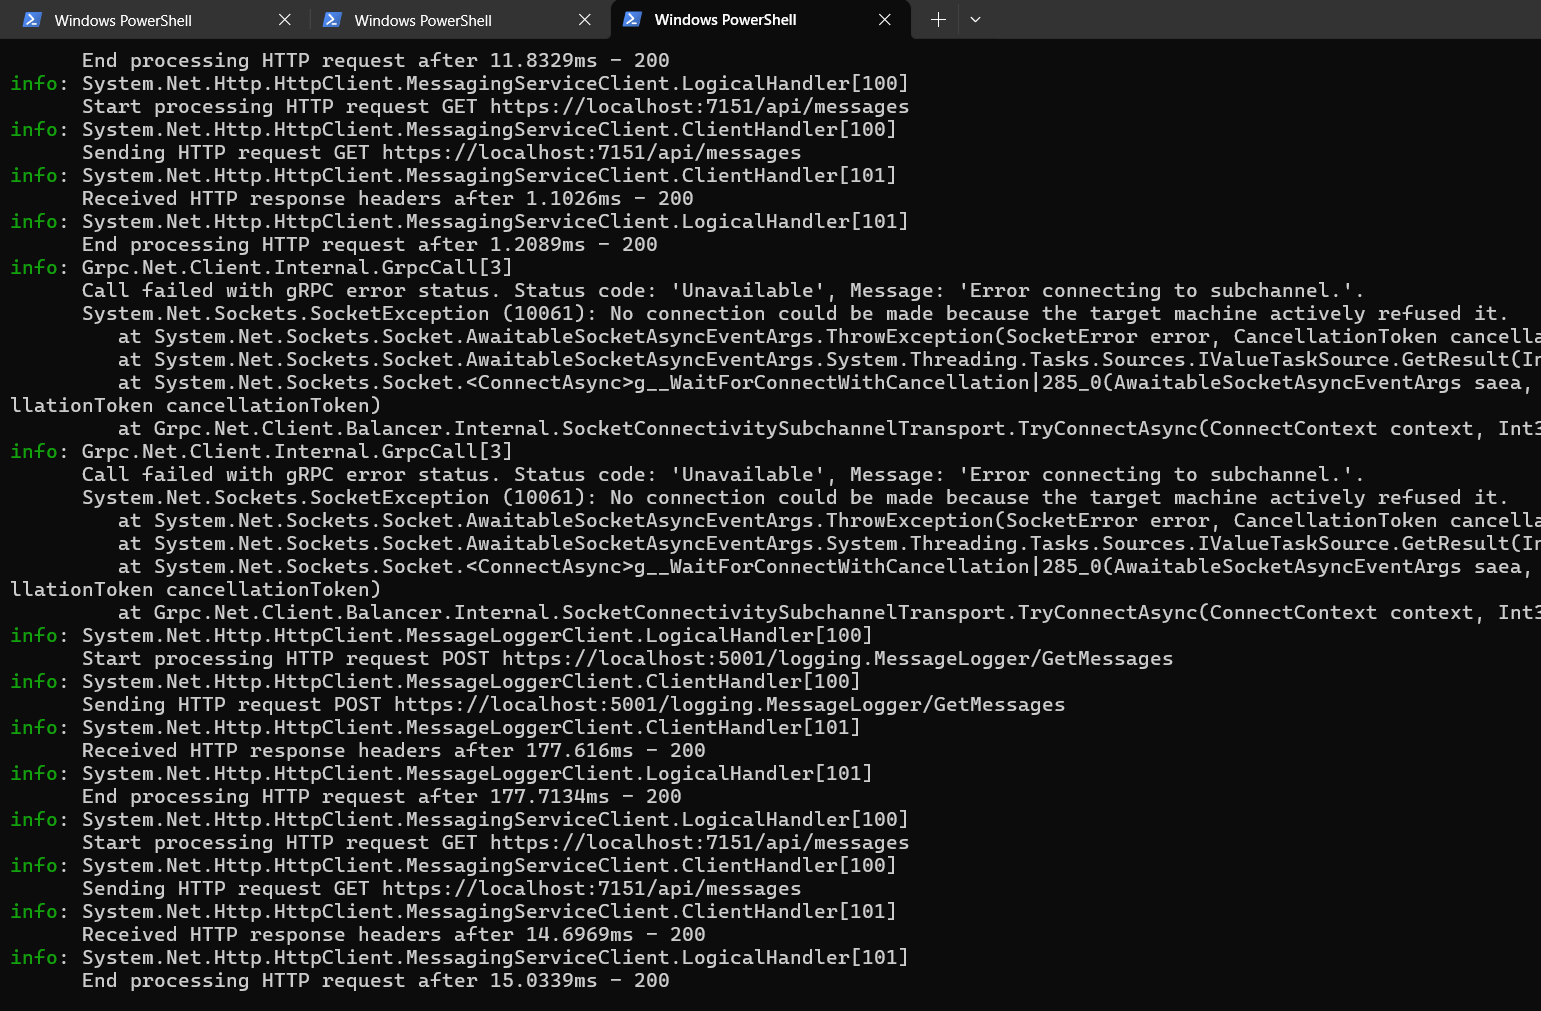 Windows PowerShell
Windows PowerShell
Windows PowerShell
End processing HTTP request after 11.8329ms - 200
info: System.Net.Http.HttpClient.MessagingServiceClient.LogicalHandler[100]
Start processing HTTP request GET https://localhost:7151/api/messages
info: System.Net.Http.HttpClient.MessagingServiceClient.ClientHandler[100]
Sending HTTP request GET https://localhost:7151/api/messages
info: System.Net.Http.HttpClient.MessagingServiceClient.ClientHandler[101]
Received HTTP response headers after 1.1026ms - 200
info: System.Net.Http.HttpClient.MessagingServiceClient.LogicalHandler[101]
End processing HTTP request after 1.2089ms - 200
info: Grpc.Net.Client.Internal.GrpcCall[3]
Call failed with gRPC error status. Status code: 'Unavailable', Message: 'Error connecting to subchannel.'.
System.Net.Sockets.SocketException (10061): No connection could be made because the target machine actively refused it.
at System.Net.Sockets.Socket.AwaitableSocketAsyncEventArgs.ThrowException(SocketError error, CancellationToken cancella
at System.Net.Sockets.Socket.AwaitableSocketAsyncEventArgs.System.Threading.Tasks.Sources.IValueTaskSource.GetResult(In
at System.Net.Sockets.Socket.<ConnectAsync>g__WaitForConnectWithCancellation|285_0(AwaitableSocketAsyncEventArgs saea,
llationToken cancellationToken)
at Grpc.Net.Client.Balancer.Internal.SocketConnectivitySubchannelTransport.TryConnectAsync(ConnectContext context, Int3
info: Grpc.Net.Client.Internal.GrpcCall[3]
Call failed with gRPC error status. Status code: 'Unavailable', Message: 'Error connecting to subchannel.'.
System.Net.Sockets.SocketException (10061): No connection could be made because the target machine actively refused it.
at System.Net.Sockets.Socket.AwaitableSocketAsyncEventArgs.ThrowException(SocketError error, CancellationToken cancella
at System.Net.Sockets.Socket.AwaitableSocketAsyncEventArgs.System.Threading.Tasks.Sources.IValueTaskSource.GetResult(In
at System.Net.Sockets.Socket.<ConnectAsync>g__WaitForConnectWithCancellation|285_0(AwaitableSocketAsyncEventArgs saea,
llationToken cancellationToken)
at Grpc.Net.Client.Balancer.Internal.SocketConnectivitySubchannelTransport.TryConnectAsync(ConnectContext context, Int3
info: System.Net.Http.HttpClient.MessageLoggerClient.LogicalHandler[100]
Start processing HTTP request POST https://localhost:5001/logging.MessageLogger/GetMessages
info: System.Net.Http.HttpClient.MessageLoggerClient.ClientHandler[100]
Sending HTTP request POST https://localhost:5001/logging.MessageLogger/GetMessages
info: System.Net.Http.HttpClient.MessageLoggerClient.ClientHandler[101]
Received HTTP response headers after 177.616ms - 200
info: System.Net.Http.HttpClient.MessageLoggerClient.LogicalHandler[101]
End processing HTTP request after 177.7134ms - 200
info: System.Net.Http.HttpClient.MessagingServiceClient.LogicalHandler[100]
Start processing HTTP request GET https://localhost:7151/api/messages
info: System.Net.Http.HttpClient.MessagingServiceClient.ClientHandler[100]
Sending HTTP request GET https://localhost:7151/api/messages
info: System.Net.Http.HttpClient.MessagingServiceClient.ClientHandler[101]
Received HTTP response headers after 14.6969ms - 200
info: System.Net.Http.HttpClient.MessagingServiceClient.LogicalHandler[101]
End processing HTTP request after 15.0339ms - 200